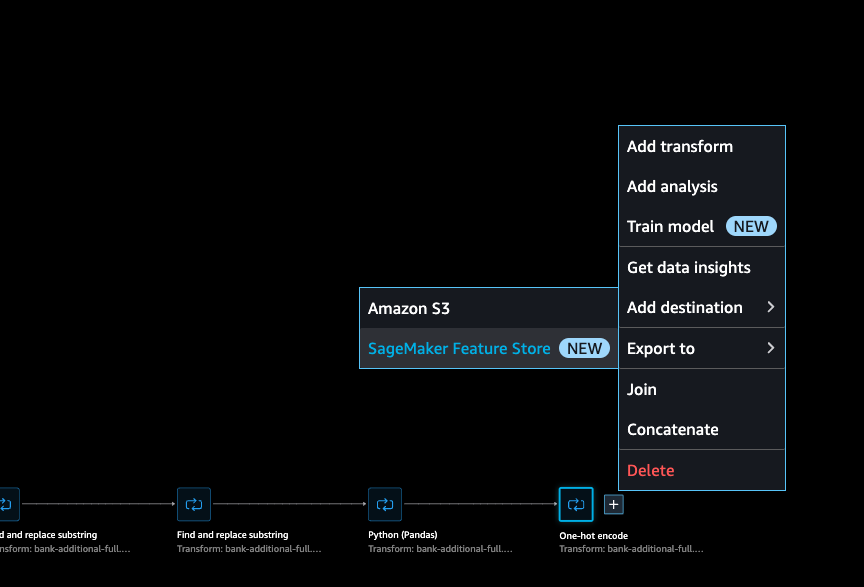 Add transform
Add analysis
Train model NEW
Get data insights
Add destination
Amazon S3
SageMaker Feature Store NEW
Export to
Join
Concatenate
Delete
d and replace substring
nsform: bank-additional-full....
Find and replace substring
Transform: bank-additional-full....
Python (Pandas)
Transform: bank-additional-full....
One-hot encode
Transform: bank-additional-full....